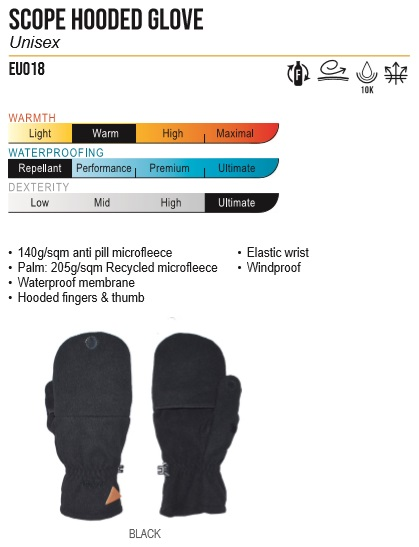 SCOPE HOODED GLOVE
Unisex
EU018
F
10K
WARMTH
Light Warm High Maximal
WATERPROOFING
Repellant Performance Premium Ultimate
DEXTERITY
Low Mid High Ultimate
• 140g/sqm anti pill microfleece
• Palm: 205g/sqm Recycled microfleece
• Waterproof membrane
• Hooded fingers & thumb
• Elastic wrist
• Windproof
BLACK